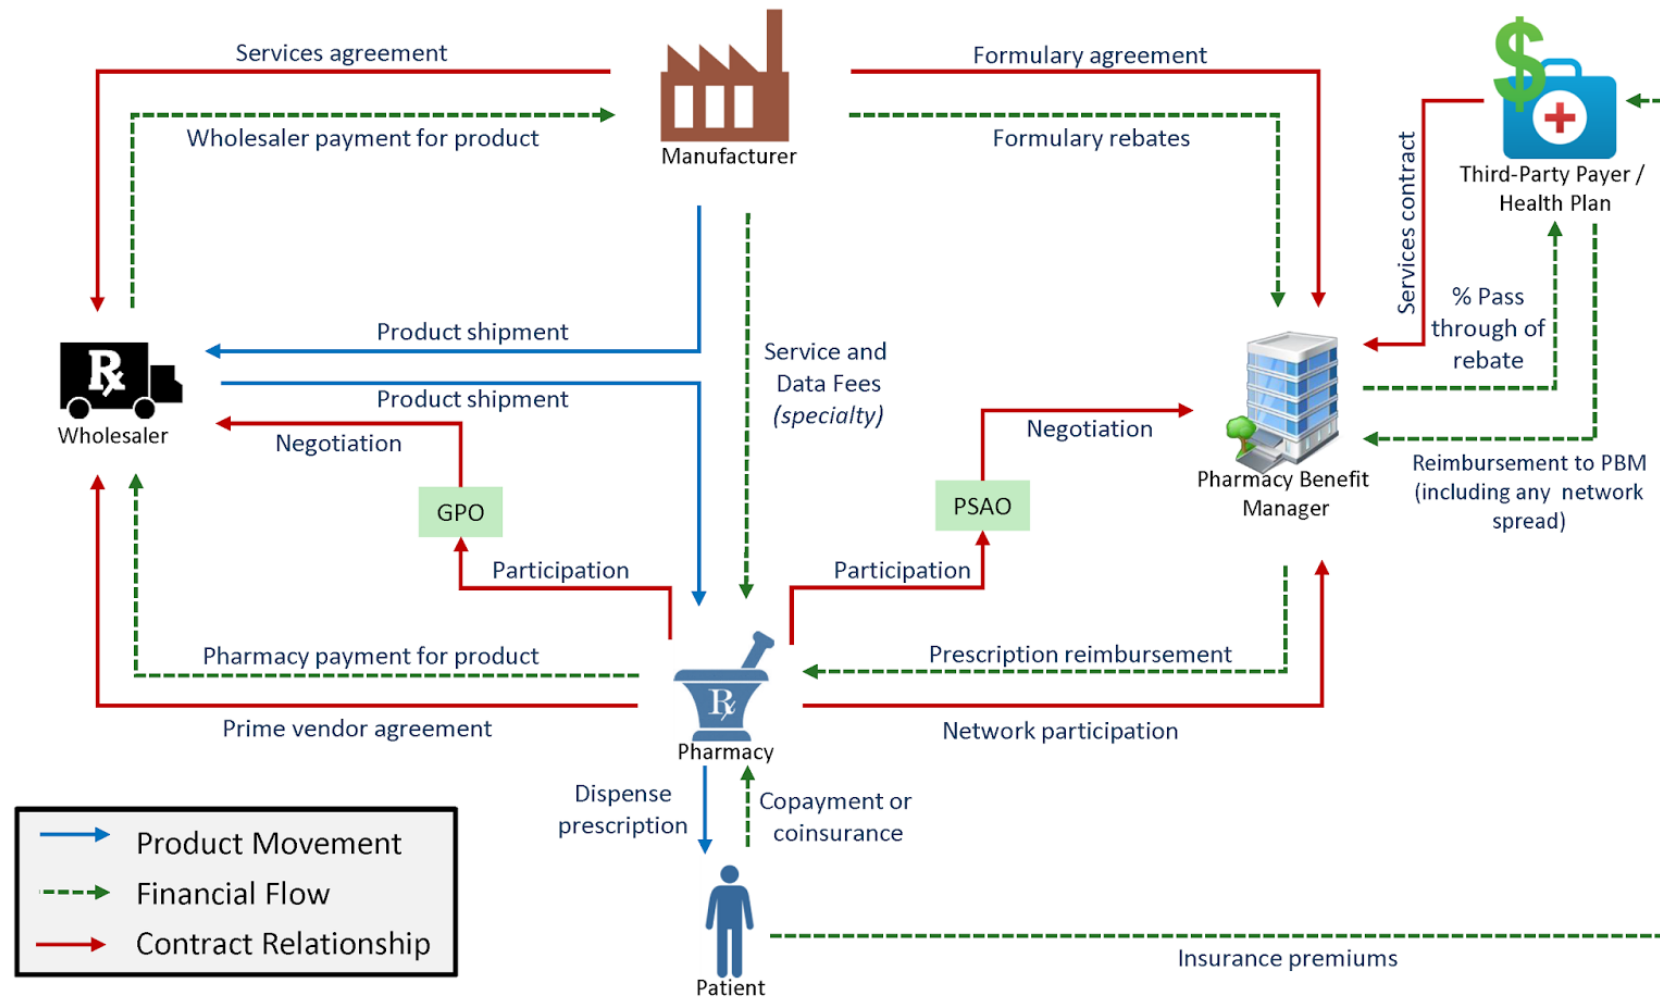 Services agreement
Formulary agreement
Wholesaler payment for product
Manufacturer
Formulary rebates
Services contract
Third-Party Payer /
Health Plan
% Pass
through of
rebate
Product shipment
Service and
Data Fees
(specialty)
Rx
Wholesaler
Product shipment
Negotiation
Negotiation
Pharmacy Benefit
Manager
Reimbursement to PBM
(including any network
spread)
GPO
PSAO
Participation
Participation
Pharmacy payment for product
Prescription reimbursement
Rx
Prime vendor agreement
Network participation
Pharmacy
Dispense
prescription
Copayment or
coinsurance
Product Movement
Financial Flow
Contract Relationship
Insurance premiums
Patient